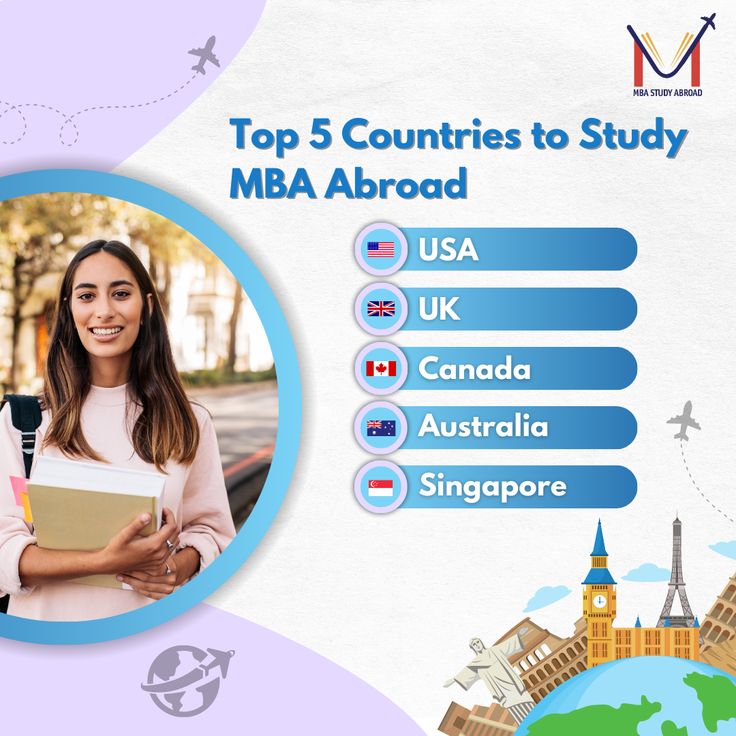 MBA STUDY ABROAD
Top 5 Countries to Study
MBA Abroad
USA
UK
Canada
Australia
Singapore